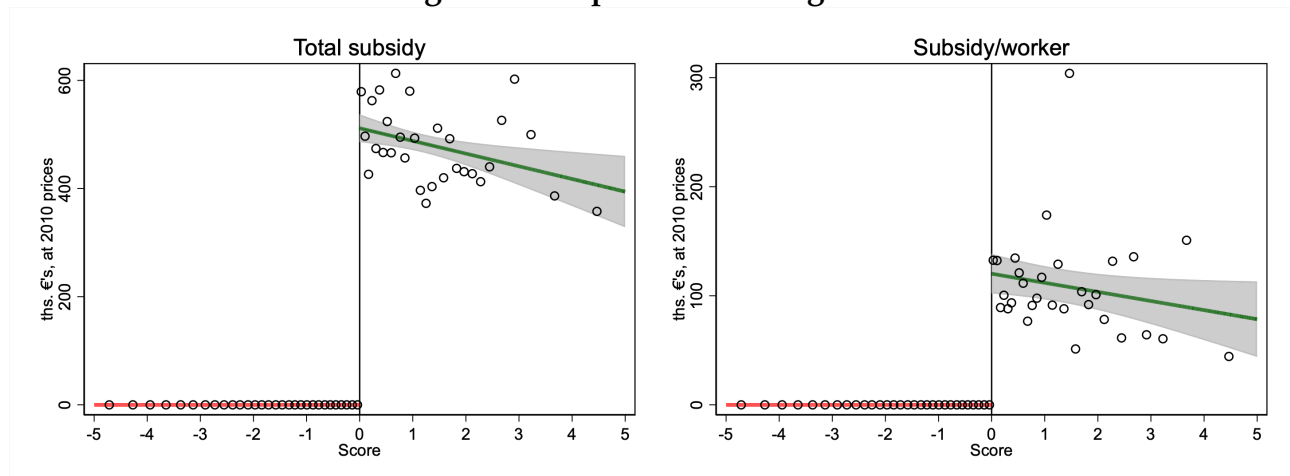 Total subsidy
ths. €'s, at 2010 prices
600
400
200
0
-5 -4 -3 -2 -1 0 1 2 3 4 5
Score
Subsidy/worker
ths. €'s, at 2010 prices
300
200
100
0
-5 -4 -3 -2 -1 0 1 2 3 4 5
Score